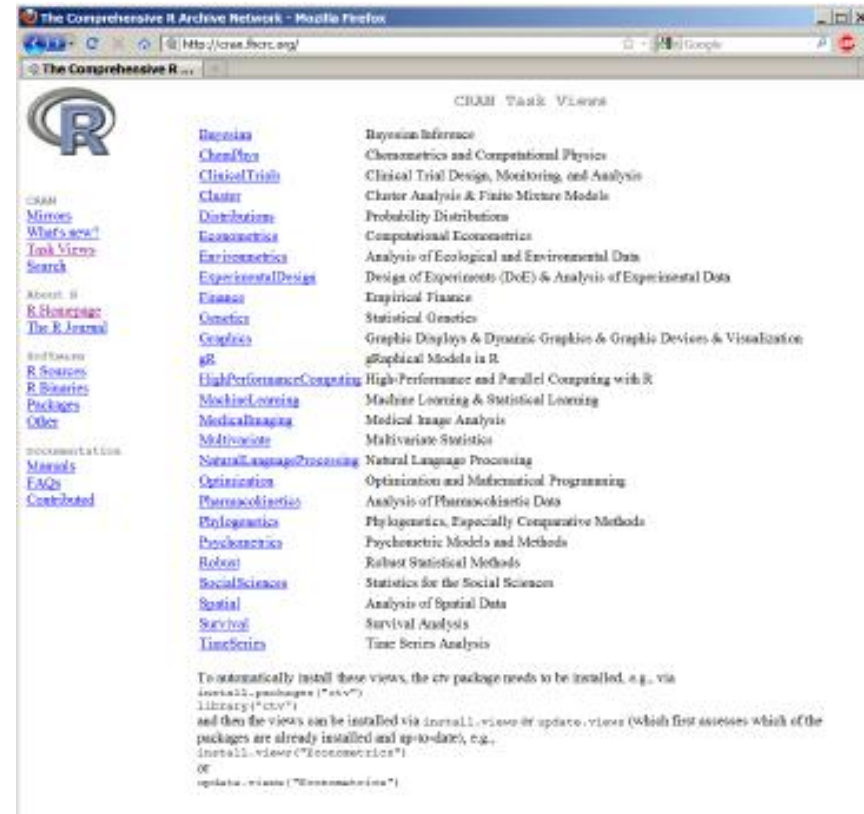 The Comprehensive R Archive Network - Mozilla Firefox
http://cran.fhcrc.org/
Google
The Comprehensive R ...
R
CRAN
Mirrors
What's new?
Task Views
Search
About R
R Homepage
The R Journal
Software
R Sources
R Binaries
Packages
Other
Documentation
Manuals
FAQs
Contributed
CRAN Task Views
Bayesian Bayesian Inference
ChemPhys Chemometrics and Computational Physics
ClinicalTrials Clinical Trial Design, Monitoring, and Analysis
Cluster Cluster Analysis & Finite Mixture Models
Distributions Probability Distributions
Econometrics Computational Econometrics
Environmetrics Analysis of Ecological and Environmental Data
ExperimentalDesign Design of Experiments (DoE) & Analysis of Experimental Data
Finance Empirical Finance
Genetics Statistical Genetics
Graphics Graphic Displays & Dynamic Graphics & Graphic Devices & Visualization
gR gRaphical Models in R
HighPerformanceComputing High-Performance and Parallel Computing with R
MachineLearning Machine Learning & Statistical Learning
MedicalImaging Medical Image Analysis
Multivariate Multivariate Statistics
NaturalLanguageProcessing Natural Language Processing
Optimization Optimization and Mathematical Programming
Pharmacokinetics Analysis of Pharmacokinetic Data
Phylogenetics Phylogenetics, Especially Comparative Methods
Psychometrics Psychometric Models and Methods
Robust Robust Statistical Methods
SocialSciences Statistics for the Social Sciences
Spatial Analysis of Spatial Data
Survival Survival Analysis
TimeSeries Time Series Analysis
To automatically install these views, the ctv package needs to be installed, e.g., via
install.packages("ctv")
library("ctv")
and then the views can be installed via install.views or update.views (which first assesses which of the
packages are already installed and up-to-date), e.g.,
install.views("Econometrics")
or
update.views("Econometrics")